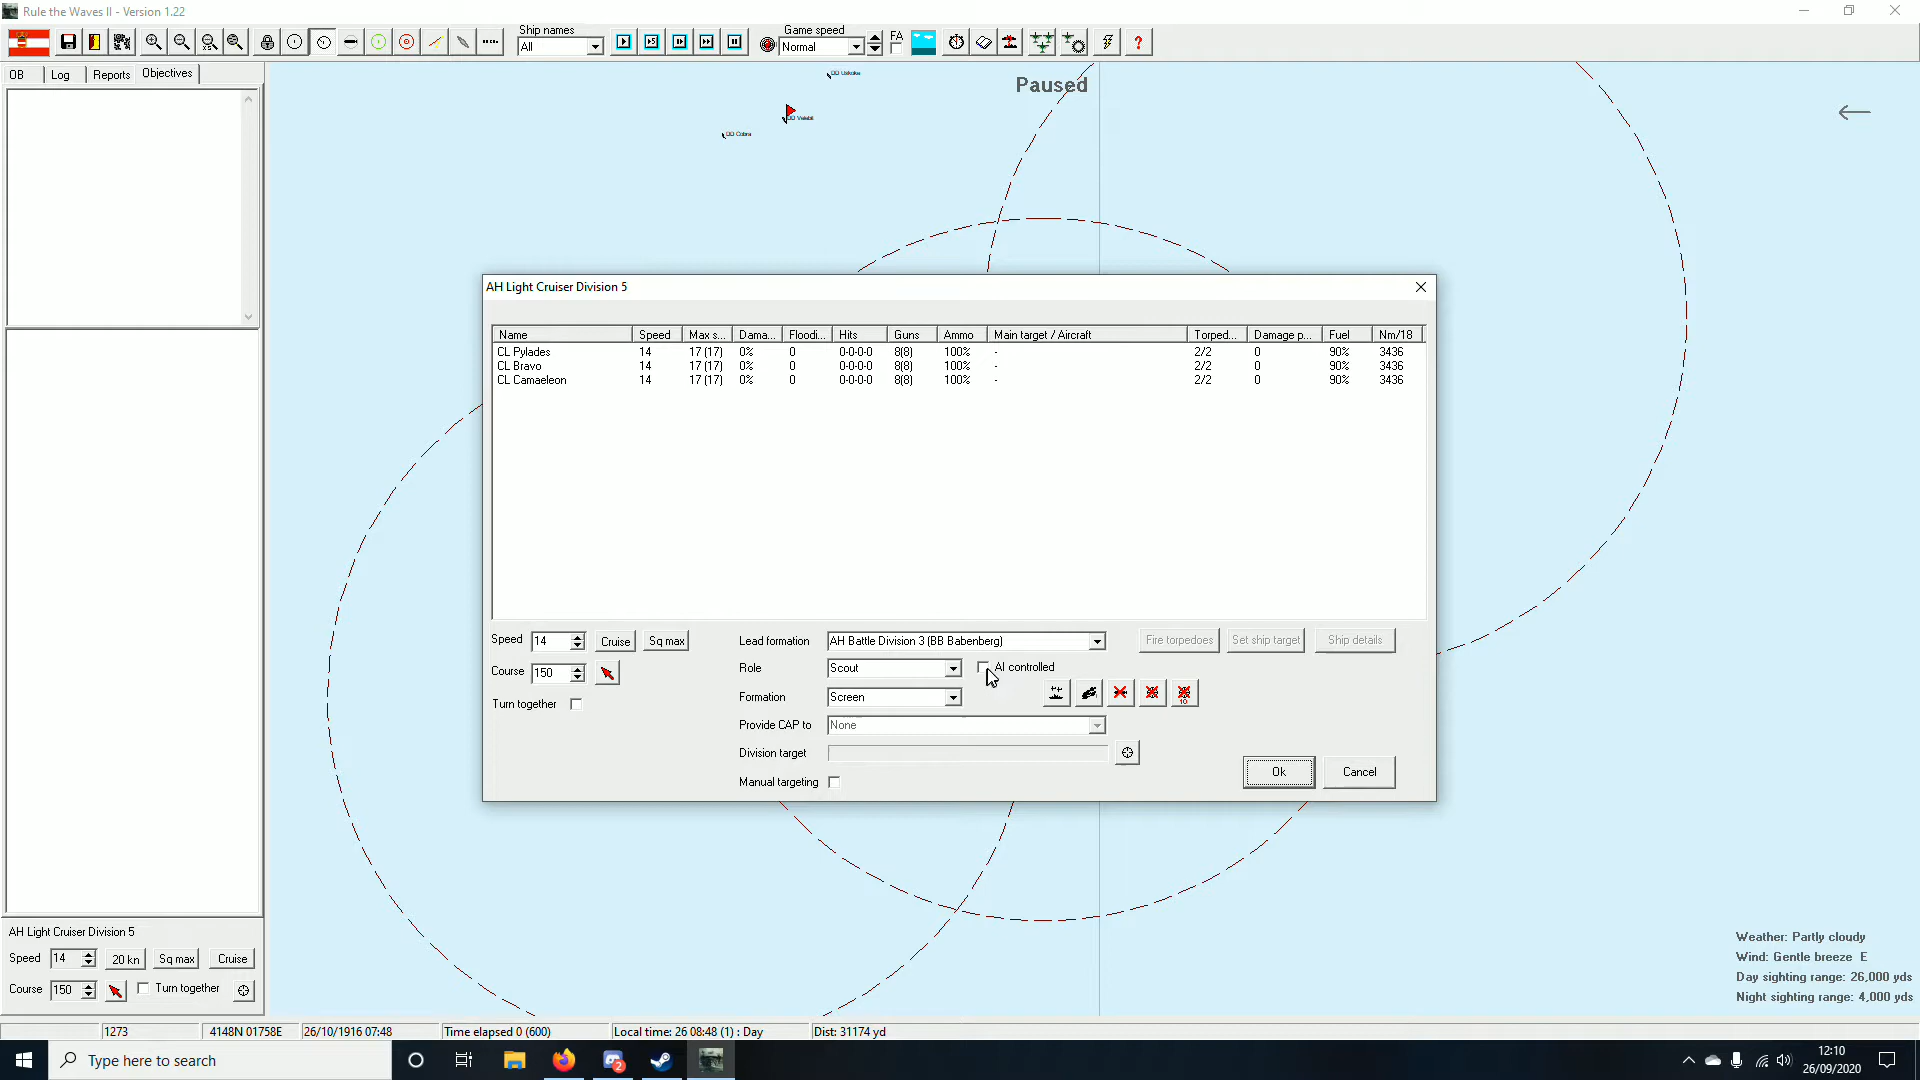 Rule the Waves II - Version 1.22
Ship names
All
Game speed
Normal
FA
OB
Log
Reports
Objectives
Paused
DD Uskoke
DD Velebit
DD Cobra
AH Light Cruiser Division 5
Name Speed Max s... Dama... Floodi... Hits Guns Ammo Main target / Aircraft Torped... Damage p... Fuel Nm/18
CL Pylades 14 17 (17) 0% 0 0-0-0-0 8(8) 100% - 2/2 0 90% 3436
CL Bravo 14 17 (17) 0% 0 0-0-0-0 8(8) 100% - 2/2 0 90% 3436
CL Camaeleon 14 17 (17) 0% 0 0-0-0-0 8(8) 100% - 2/2 0 90% 3436
Speed 14 Cruise Sq max
Lead formation AH Battle Division 3 (BB Babenberg)
Fire torpedoes Set ship target Ship details
Course 150
Role Scout AI controlled
Turn together
Formation Screen
10
Provide CAP to None
Division target
Manual targeting
Ok Cancel
AH Light Cruiser Division 5
Speed 14 20 kn Sq max Cruise
Course 150 Turn together
Weather: Partly cloudy
Wind: Gentle breeze E
Day sighting range: 26,000 yds
Night sighting range: 4,000 yds
1273 4148N 01758E 26/10/1916 07:48 Time elapsed 0 (600) Local time: 26 08:48 (1) : Day Dist: 31174 yd
Type here to search
2
12:10
26/09/2020